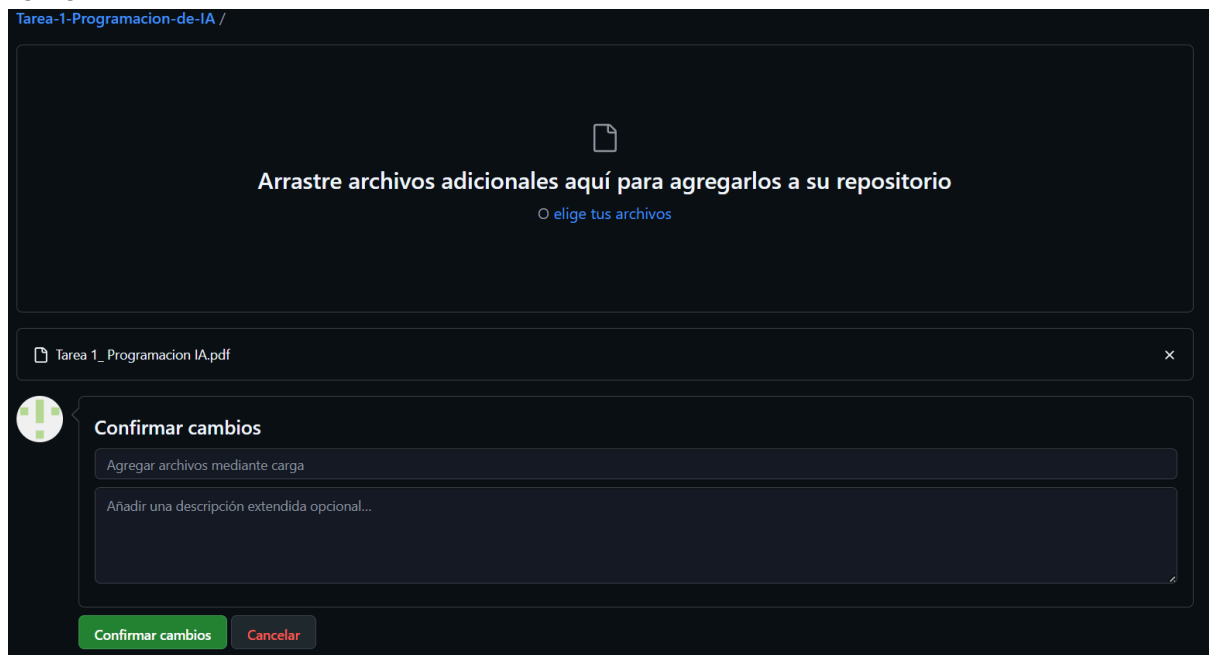 Tarea-1-Programacion-de-IA /
Arrastre archivos adicionales aquí para agregarlos a su repositorio
O elige tus archivos
Tarea 1_ Programacion IA.pdf
Confirmar cambios
Agregar archivos mediante carga
Añadir una descripción extendida opcional...
Confirmar cambios Cancelar